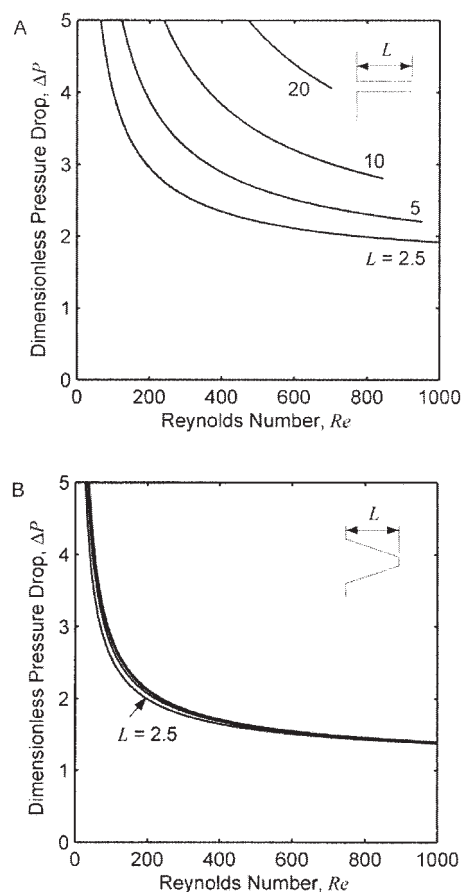 A
Dimensionless Pressure Drop, ΔP
5
4
3
2
1
0
L
20
10
5
L = 2.5
0
200
400
600
800
1000
Reynolds Number, Re
B
Dimensionless Pressure Drop, ΔP
5
4
3
2
1
0
L
L = 2.5
0
200
400
600
800
1000
Reynolds Number, Re